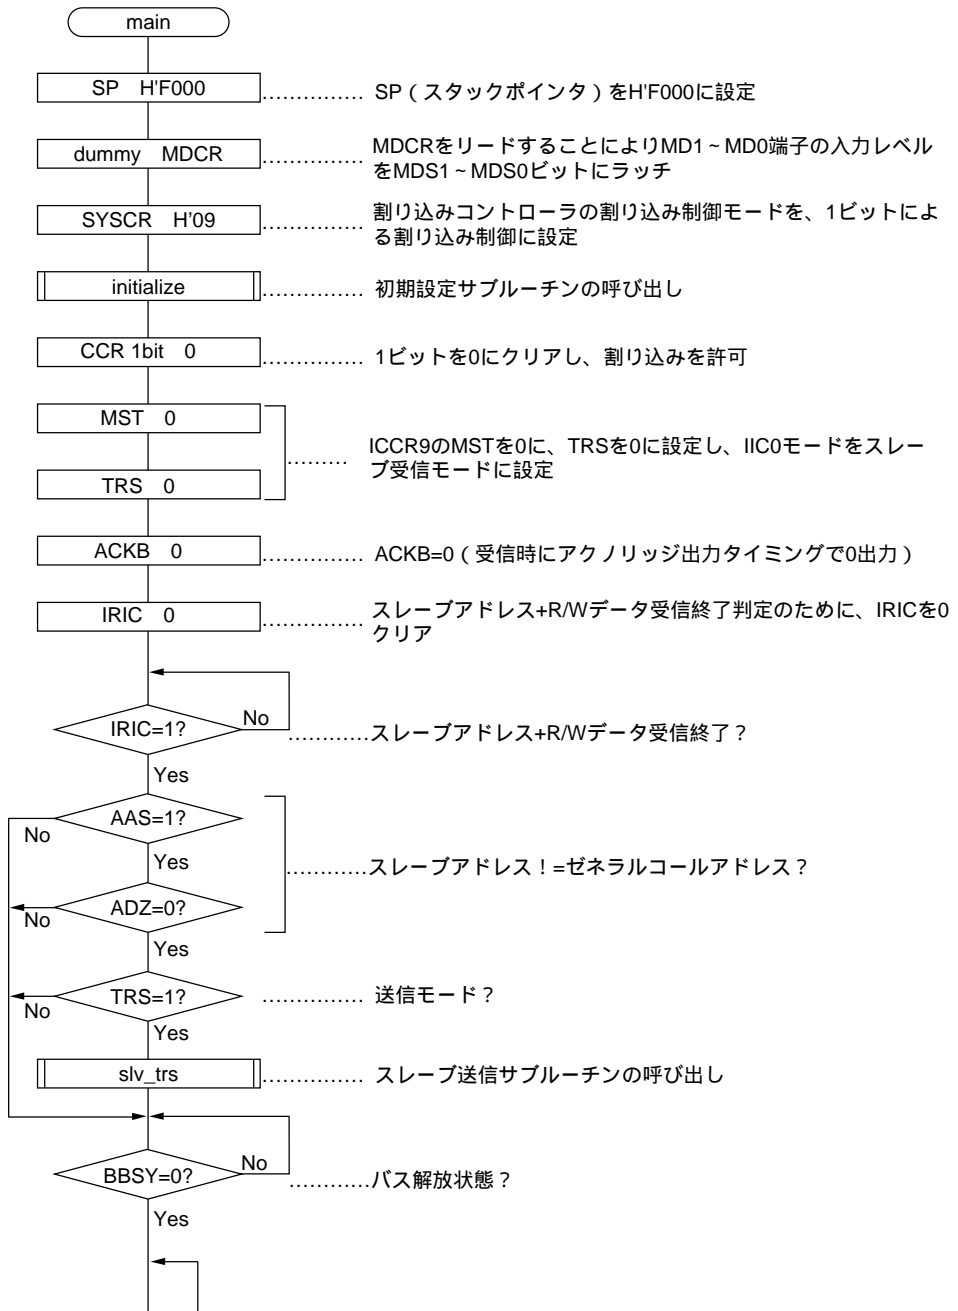 main
SP H'F000
............... SP（スタックポインタ）をH'F000に設定
dummy MDCR
............... MDCRをリードすることによりMD1～MD0端子の入力レベル
をMDS1～MDS0ビットにラッチ
SYSCR H'09
............... 割り込みコントローラの割り込み制御モードを、1ビットによ
る割り込み制御に設定
initialize
............... 初期設定サブルーチンの呼び出し
CCR 1bit 0
............... 1ビットを0にクリアし、割り込みを許可
MST 0
......... ICCR9のMSTを0に、TRSを0に設定し、IIC0モードをスレー
ブ受信モードに設定
TRS 0
ACKB 0
............... ACKB=0（受信時にアクノリッジ出力タイミングで0出力）
IRIC 0
............... スレーブアドレス+R/Wデータ受信終了判定のために、IRICを0
クリア
IRIC=1?
No
............スレーブアドレス+R/Wデータ受信終了？
Yes
AAS=1?
No
Yes
............スレーブアドレス！=ゼネラルコールアドレス？
ADZ=0?
No
Yes
TRS=1?
No
............... 送信モード？
Yes
slv_trs
............... スレーブ送信サブルーチンの呼び出し
BBSY=0?
No
............バス解放状態？
Yes